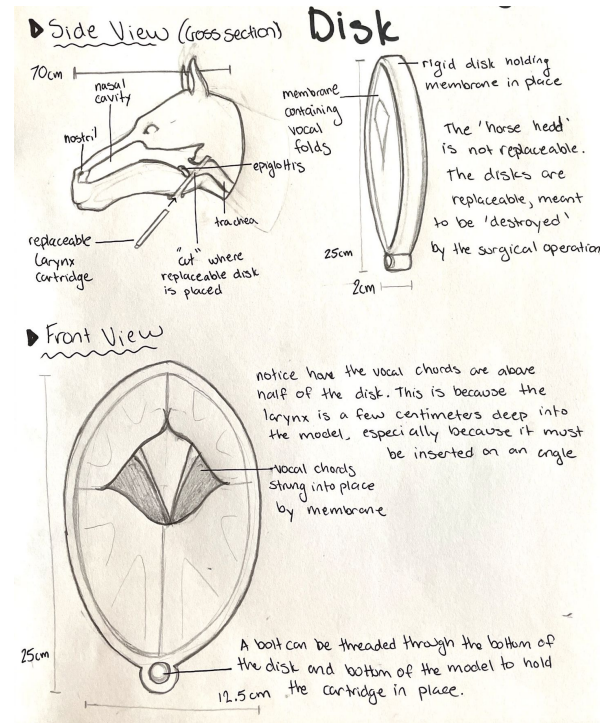 Side View (Cross section)
Disk
70cm
nasal
cavity
nostril
epiglottis
trachea
replaceable
larynx
cartridge
"cut" where
replaceable disk
is placed
membrane
containing
vocal
folds
rigid disk holding
membrane in place
The 'horse head'
is not replaceable.
The disks are
replaceable, meant
to be 'destroyed'
by the surgical operation
25cm
2cm
Front View
notice how the vocal chords are above
half of the disk. This is because the
larynx is a few centimeters deep into
the model, especially because it must
be inserted on an angle
vocal chords
strung into place
by membrane
25cm
12.5cm
A bolt can be threaded through the bottom of
the disk and bottom of the model to hold
the cartridge in place.